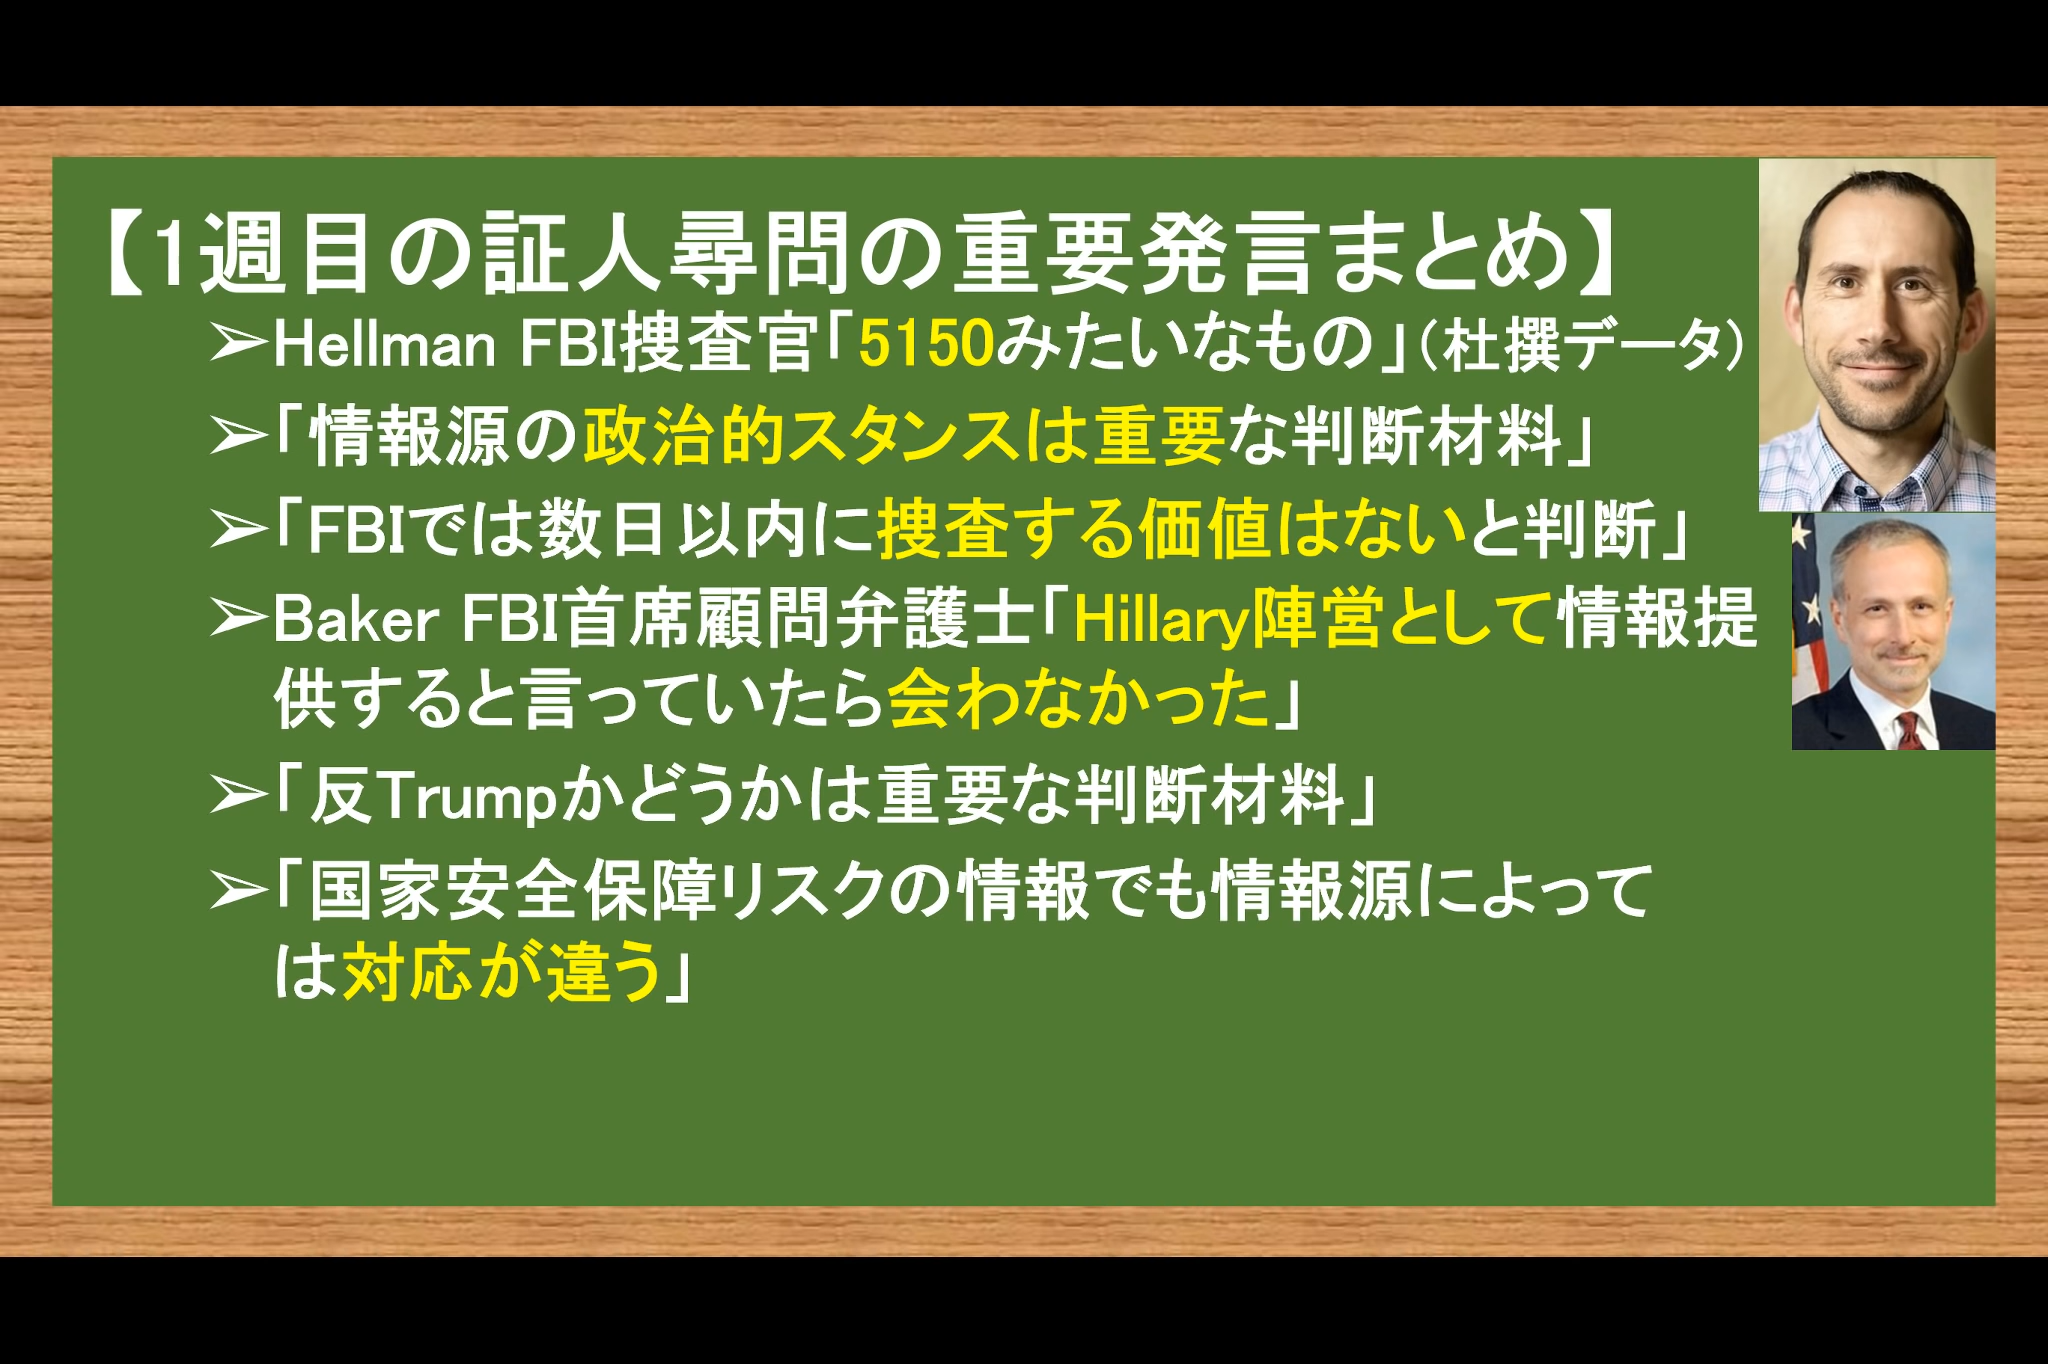 【1週目の証人尋問の重要発言まとめ】
➢Hellman FBI捜査官「5150みたいなもの」（杜撰データ）
➢「情報源の政治的スタンスは重要な判断材料」
➢「FBIでは数日以内に捜査する価値はないと判断」
➢Baker FBI首席顧問弁護士「Hillary陣営として情報提
供すると言っていたら会わなかった」
➢「反Trumpかどうかは重要な判断材料」
➢「国家安全保障リスクの情報でも情報源によって
は対応が違う」